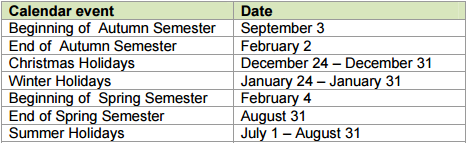 Calendar event Date
Beginning of Autumn Semester September 3
End of Autumn Semester February 2
Christmas Holidays December 24 – December 31
Winter Holidays January 24 – January 31
Beginning of Spring Semester February 4
End of Spring Semester August 31
Summer Holidays July 1 – August 31